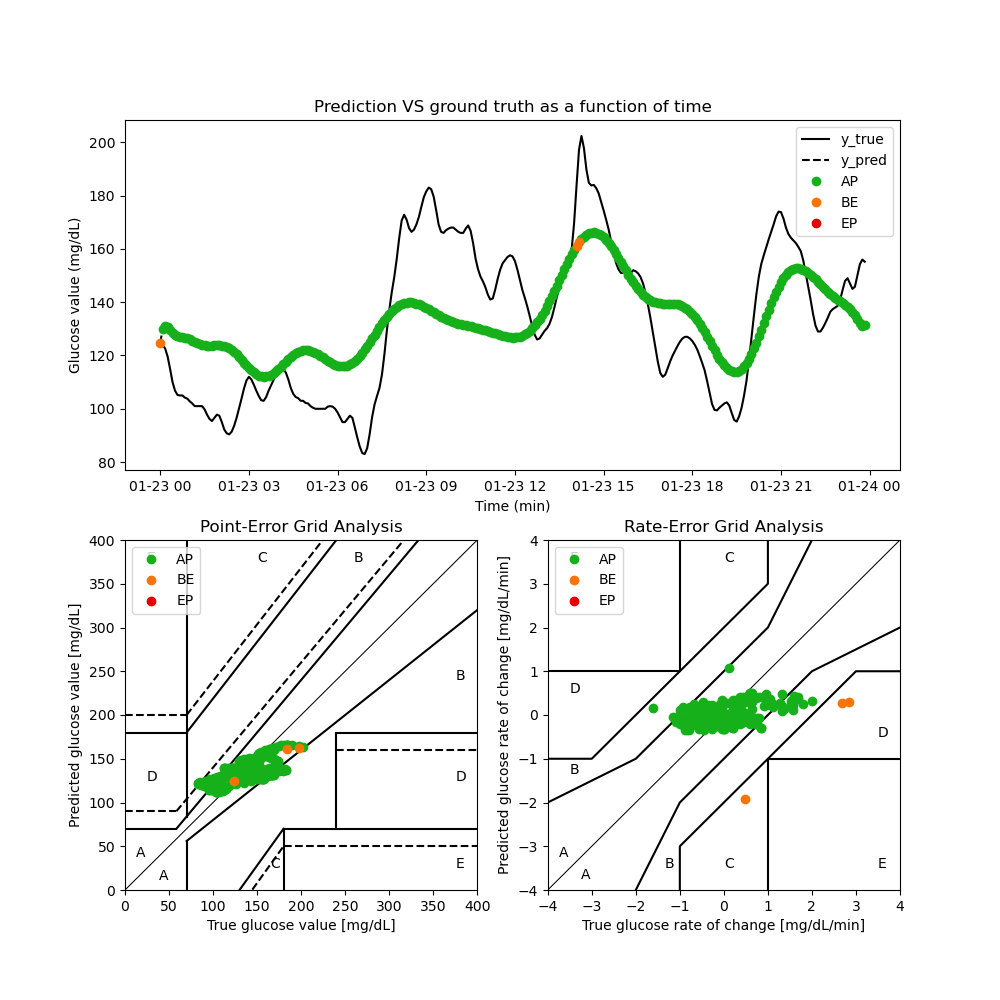 Prediction VS ground truth as a function of time
Glucose value (mg/dL)
200
180
160
140
120
100
80
y_true
y_pred
AP
BE
EP
01-23 00 01-23 03 01-23 06 01-23 09 01-23 12 01-23 15 01-23 18 01-23 21 01-24 00
Time (min)
Point-Error Grid Analysis
Predicted glucose value [mg/dL]
400
350
300
250
200
150
100
50
0
AP
BE
EP
C
B
B
D
D
A
A
C
E
0 50 100 150 200 250 300 350 400
True glucose value [mg/dL]
Rate-Error Grid Analysis
Predicted glucose rate of change [mg/dL/min]
4
3
2
1
0
−1
−2
−3
−4
AP
BE
EP
C
D
D
B
A
A
B
C
E
−4 −3 −2 −1 0 1 2 3 4
True glucose rate of change [mg/dL/min]